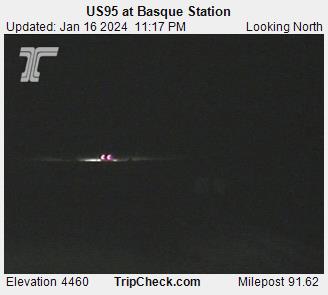 US95 at Basque Station
Updated: Jan 16 2024 11:17 PM Looking North
Elevation 4460 TripCheck.com Milepost 91.62